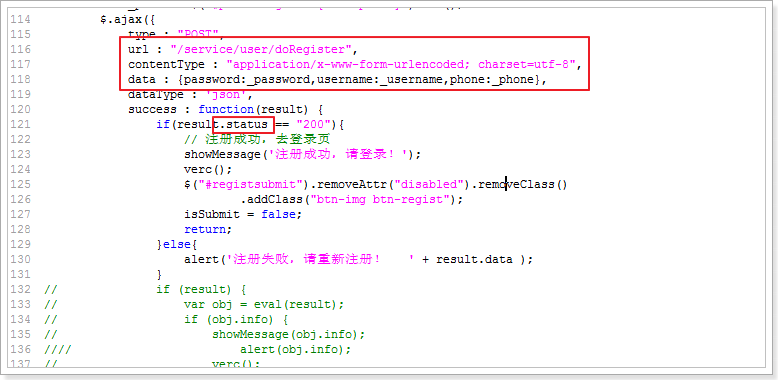 114 $.ajax({
115 type : "POST",
116 url : "/service/user/doRegister",
117 contentType : "application/x-www-form-urlencoded; charset=utf-8",
118 data : {password:_password,username:_username,phone:_phone},
119 dataType : 'json',
120 success : function(result) {
121 if(result.status == "200"){
122 // 注册成功，去登录页
123 showMessage('注册成功，请登录！');
124 verc();
125 $("#registsubmit").removeAttr("disabled").removeClass()
126 .addClass("btn-img btn-regist");
127 isSubmit = false;
128 return;
129 }else{
130 alert('注册失败，请重新注册！ ' + result.data );
131 }
132 // if (result) {
133 // var obj = eval(result);
134 // if (obj.info) {
135 // showMessage(obj.info);
136 //// alert(obj.info);
137 // verc();